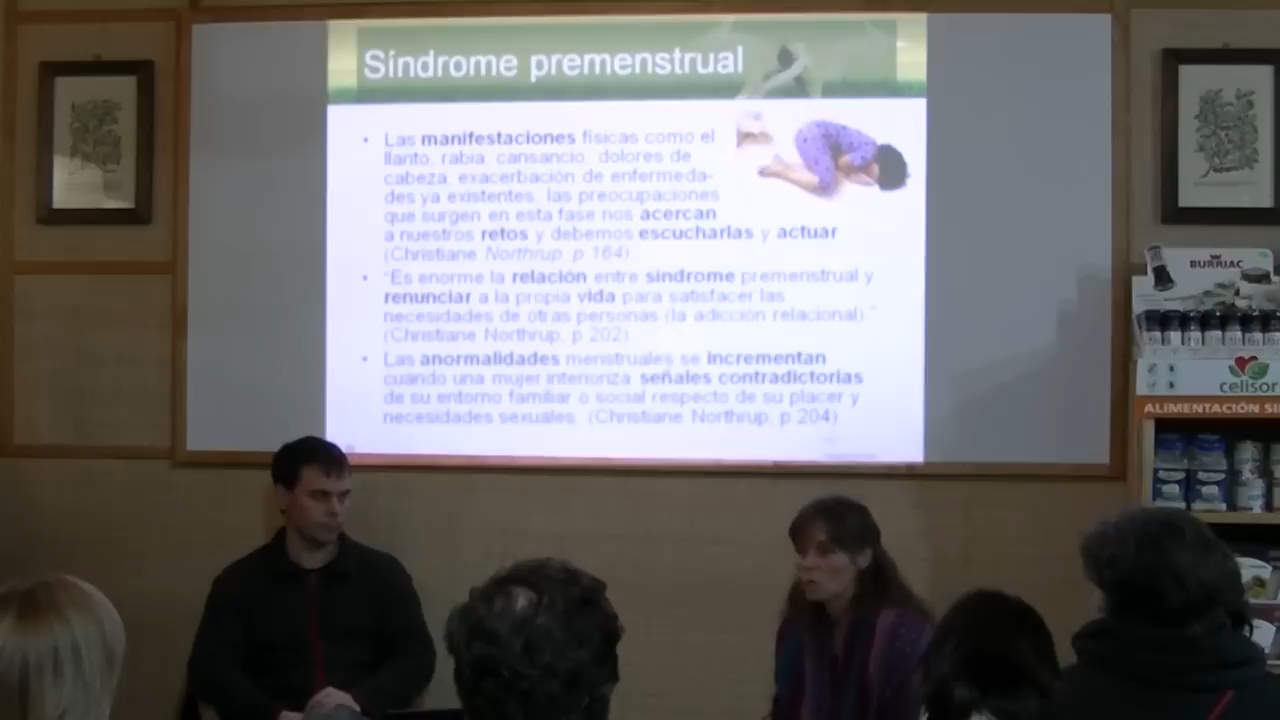 Síndrome premenstrual
• Las manifestaciones físicas como el
llanto, rabia, cansancio, dolores de
cabeza, exacerbación de enfermeda-
des ya existentes, las preocupaciones
que surgen en esta fase nos acercan
a nuestros retos y debemos escucharlas y actuar
(Christiane Northrup, p 164)
• "Es enorme la relación entre síndrome premenstrual y
renunciar a la propia vida para satisfacer las
necesidades de otras personas (la adicción relacional)."
(Christiane Northrup, p 202)
• Las anormalidades menstruales se incrementan
cuando una mujer interioriza señales contradictorias
de su entorno familiar o social respecto de su placer y
necesidades sexuales. (Christiane Northrup, p 204)
BURRIAC
celisor
ALIMENTACIÓN SI